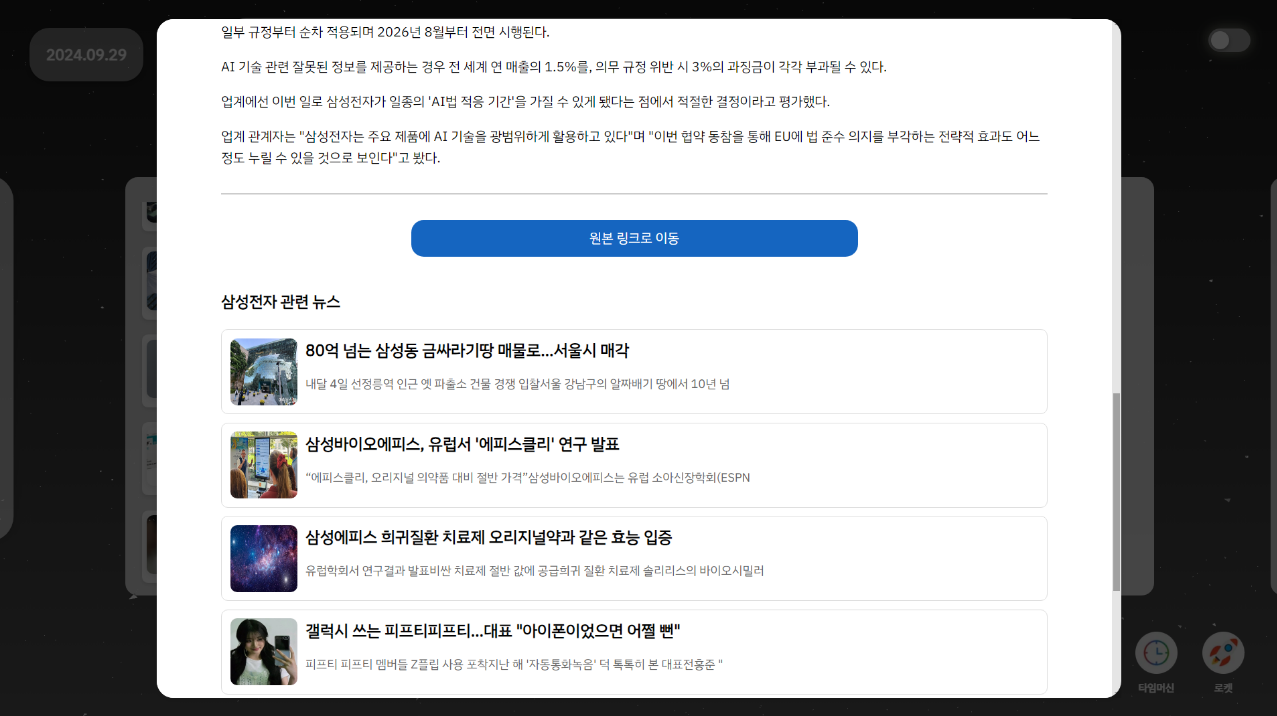 2024.09.29
일부 규정부터 순차 적용되며 2026년 8월부터 전면 시행된다.
AI 기술 관련 잘못된 정보를 제공하는 경우 전 세계 연 매출의 1.5%를, 의무 규정 위반 시 3%의 과징금이 각각 부과될 수 있다.
업계에선 이번 일로 삼성전자가 일종의 'AI법 적응 기간'을 가질 수 있게 됐다는 점에서 적절한 결정이라고 평가했다.
업계 관계자는 "삼성전자는 주요 제품에 AI 기술을 광범위하게 활용하고 있다"며 "이번 협약 동참을 통해 EU에 법 준수 의지를 부각하는 전략적 효과도 어느
정도 누릴 수 있을 것으로 보인다"고 봤다.
원본 링크로 이동
삼성전자 관련 뉴스
80억 넘는 삼성동 금싸라기땅 매물로…서울시 매각
내달 4일 선정릉역 인근 옛 파출소 건물 경쟁 입찰서울 강남구의 알짜배기 땅에서 10년 넘
삼성바이오에피스, 유럽서 '에피스클리' 연구 발표
“에피스클리, 오리지널 의약품 대비 절반 가격”삼성바이오에피스는 유럽 소아신장학회(ESPN
삼성에피스 희귀질환 치료제 오리지널약과 같은 효능 입증
유럽학회서 연구결과 발표비싼 치료제 절반 값에 공급희귀 질환 치료제 솔리리스의 바이오시밀러
갤럭시 쓰는 피프티피프티…대표 "아이폰이었으면 어쩔 뻔"
피프티 피프티 멤버들 Z플립 사용 포착지난 해 '자동통화녹음' 덕 톡톡히 본 대표전홍준 "
타임머신
로켓